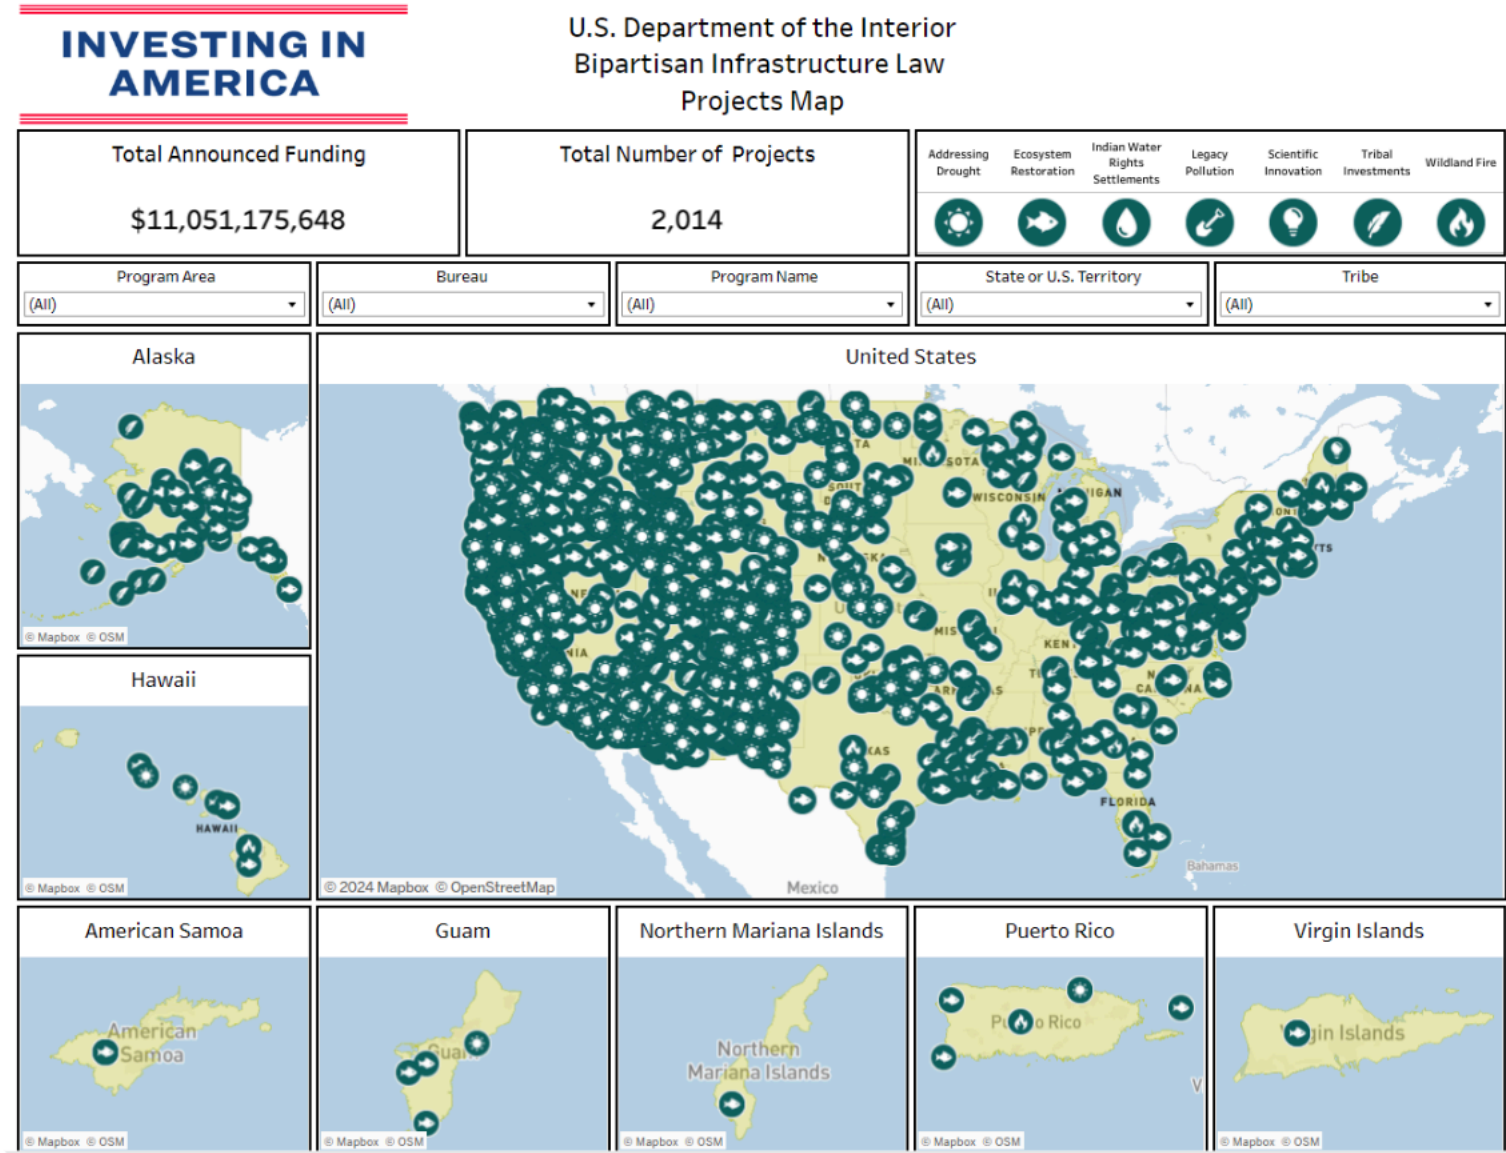 INVESTING IN
AMERICA
U.S. Department of the Interior
Bipartisan Infrastructure Law
Projects Map
Total Announced Funding
$11,051,175,648
Total Number of Projects
2,014
Addressing
Drought
Ecosystem
Restoration
Indian Water
Rights
Settlements
Legacy
Pollution
Scientific
Innovation
Tribal
Investments
Wildland Fire
Program Area
(All)
Bureau
(All)
Program Name
(All)
State or U.S. Territory
(All)
Tribe
(All)
Alaska
© Mapbox © OSM
United States
WISCONSIN
FLORIDA
Bahamas
Mexico
© 2024 Mapbox © OpenStreetMap
Hawaii
HAWAII
© Mapbox © OSM
American Samoa
American
Samoa
© Mapbox © OSM
Guam
© Mapbox © OSM
Northern Mariana Islands
Northern
Mariana Islands
© Mapbox © OSM
Puerto Rico
Rico
© Mapbox © OSM
Virgin Islands
Islands
© Mapbox © OSM